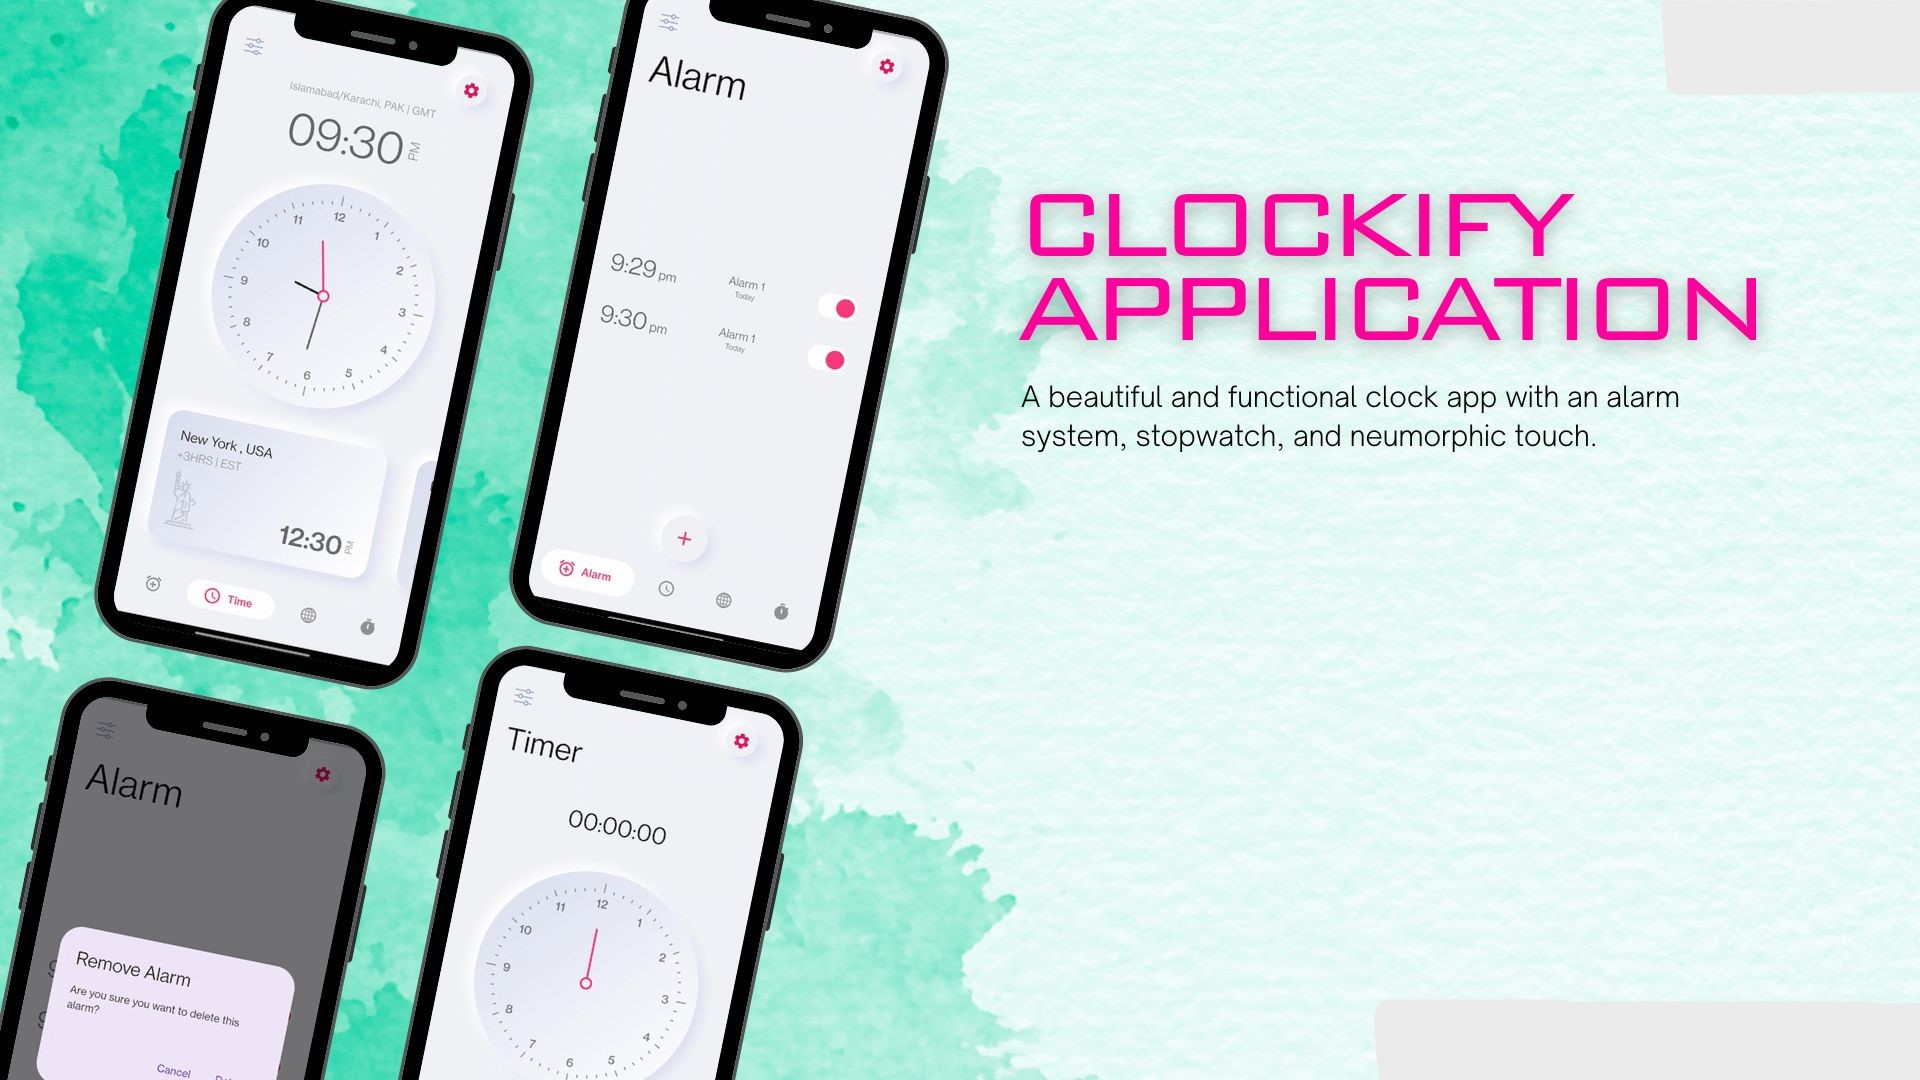 Islamabad/Karachi, PAK | GMT
09:30 PM
12
1
2
3
4
5
6
7
8
9
10
11
New York , USA
+3HRS | EST
12:30 PM
Time
Alarm
9:29 pm
Alarm 1
Today
9:30 pm
Alarm 1
Today
+
Alarm
CLOCKIFY
APPLICATION
A beautiful and functional clock app with an alarm
system, stopwatch, and neumorphic touch.
Alarm
9
9
Remove Alarm
Are you sure you want to delete this
alarm?
Cancel
Timer
00:00:00
12
1
2
3
4
5
6
7
8
9
10
11